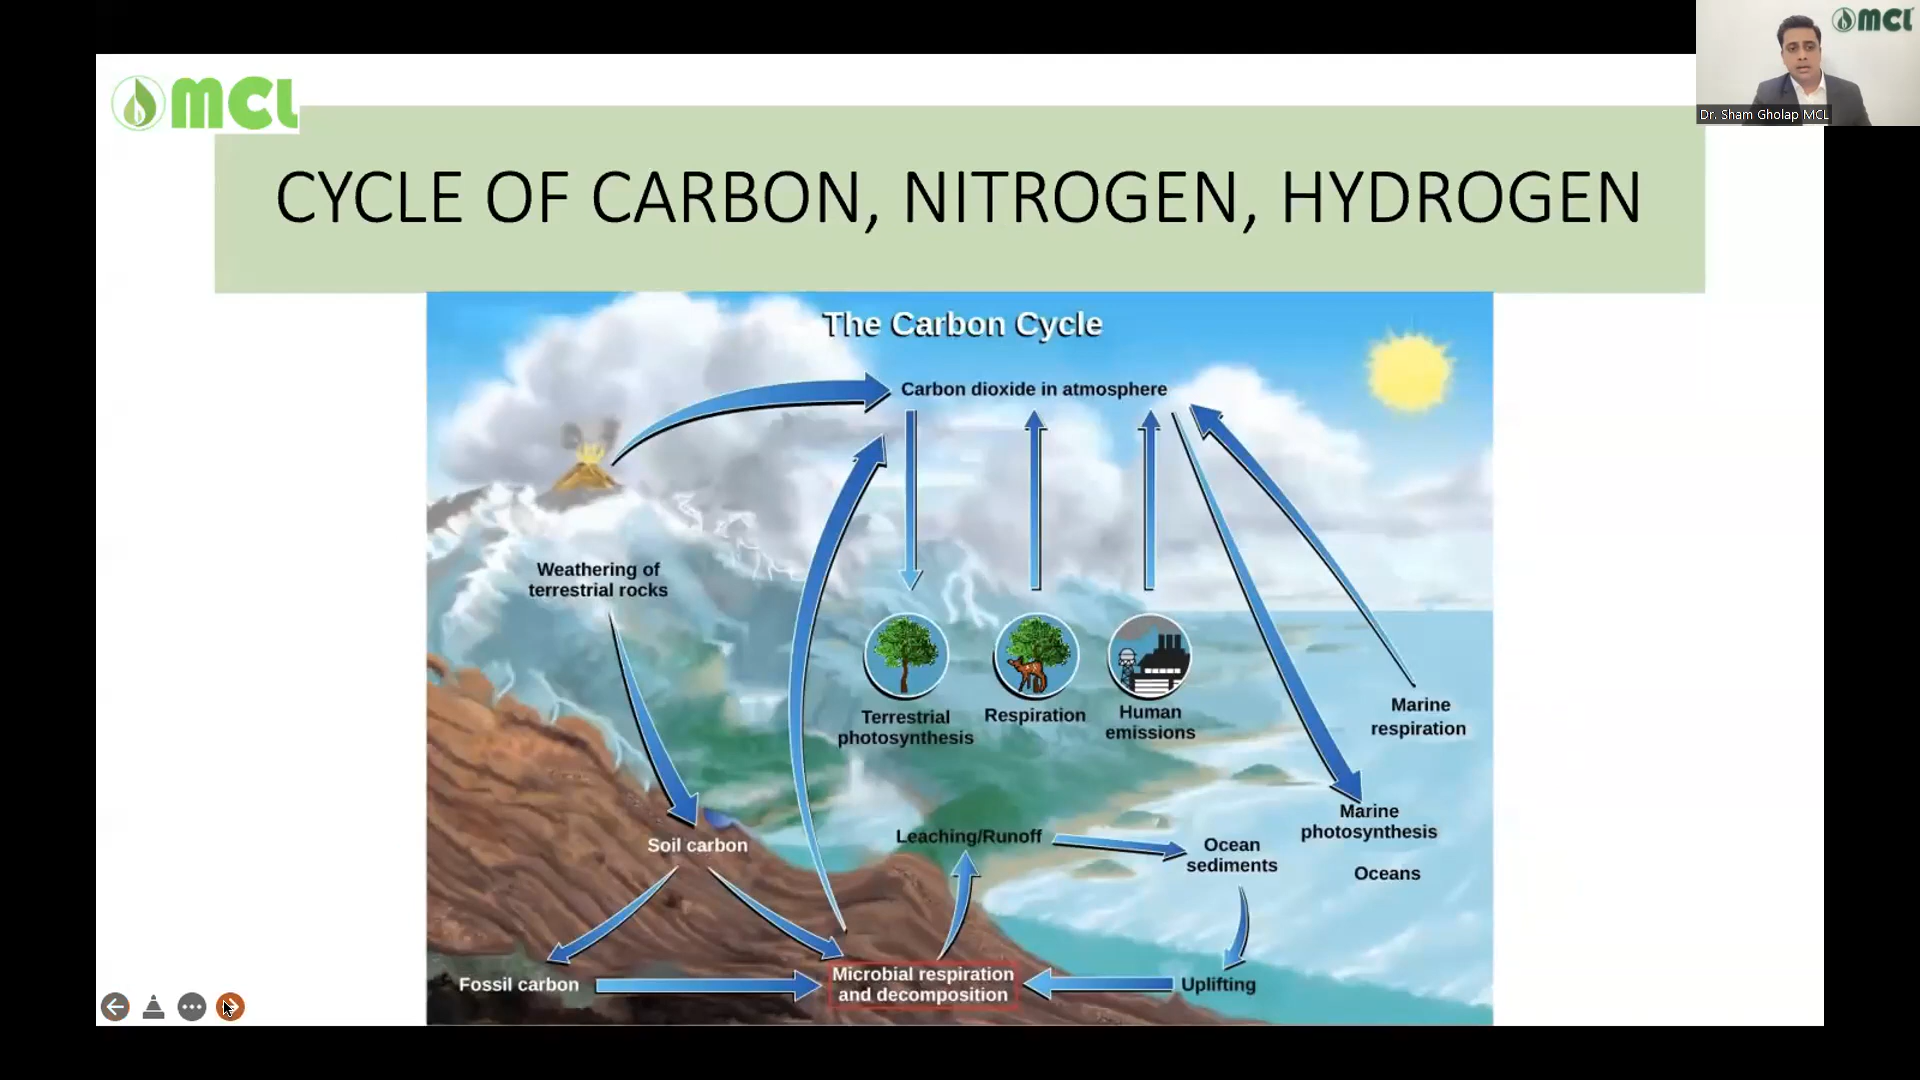 MCL
MCL
Dr. Sham Gholap MCL
CYCLE OF CARBON, NITROGEN, HYDROGEN
The Carbon Cycle
Carbon dioxide in atmosphere
Weathering of
terrestrial rocks
Terrestrial
photosynthesis
Respiration
Human
emissions
Marine
respiration
Marine
photosynthesis
Oceans
Soil carbon
Leaching/Runoff
Ocean
sediments
Fossil carbon
Microbial respiration
and decomposition
Uplifting